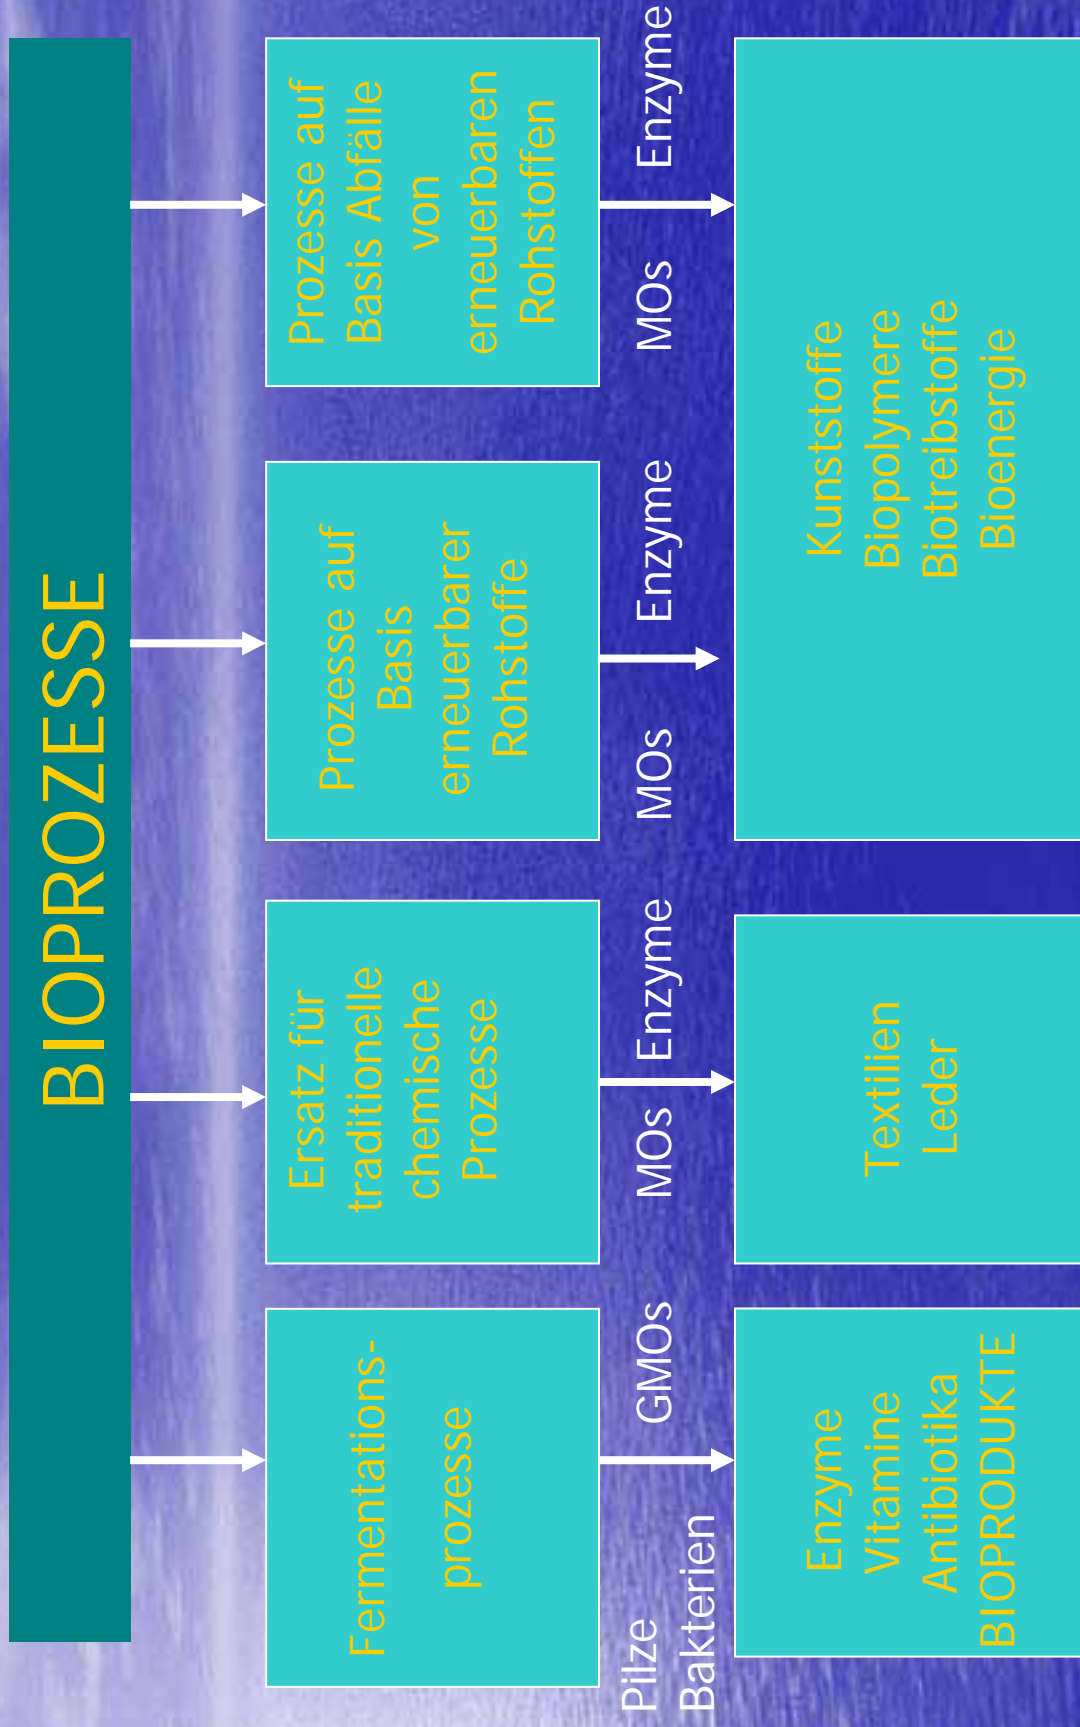 BIOPROZESSE
Fermentations-
prozesse
Ersatz für
traditionelle
chemische
Prozesse
Prozesse auf
Basis
erneuerbarer
Rohstoffe
Prozesse auf
Basis Abfälle
von
erneuerbaren
Rohstoffen
Pilze
Bakterien
GMOs
MOs
Enzyme
MOs
Enzyme
MOs
Enzyme
Enzyme
Vitamine
Antibiotika
BIOPRODUKTE
Textilien
Leder
Kunststoffe
Biopolymere
Biotreibstoffe
Bioenergie